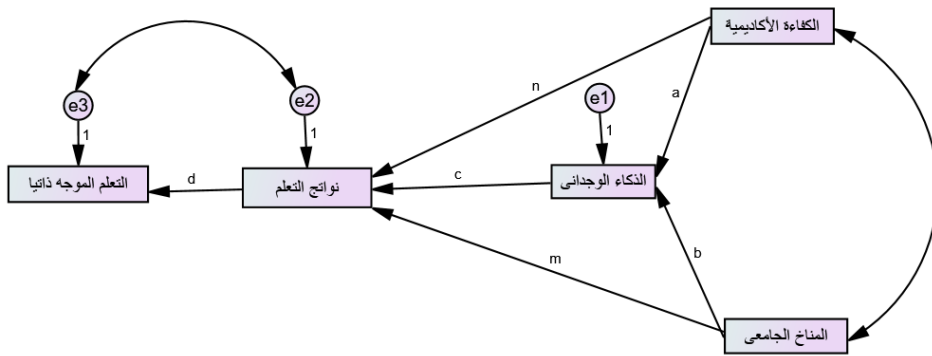 الكفاءة الأكاديمية
n
a
e3
e2
e1
1
1
1
التعلم الموجه ذاتيا
d
نواتج التعلم
c
الذكاء الوجدانى
m
b
المناخ الجامعى